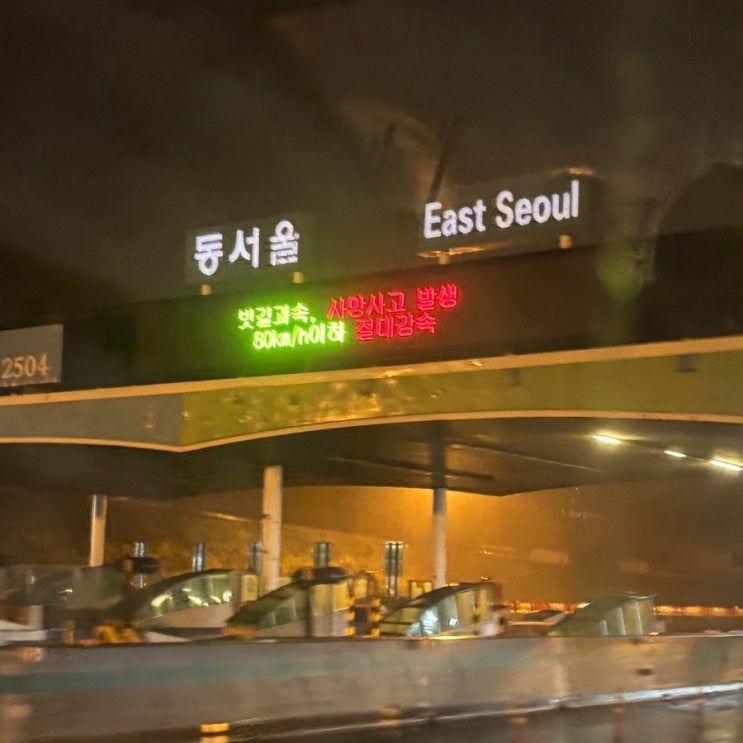 동서울
East Seoul
빗길과속, 사망사고 발생
80km/h이하 절대감속
2504